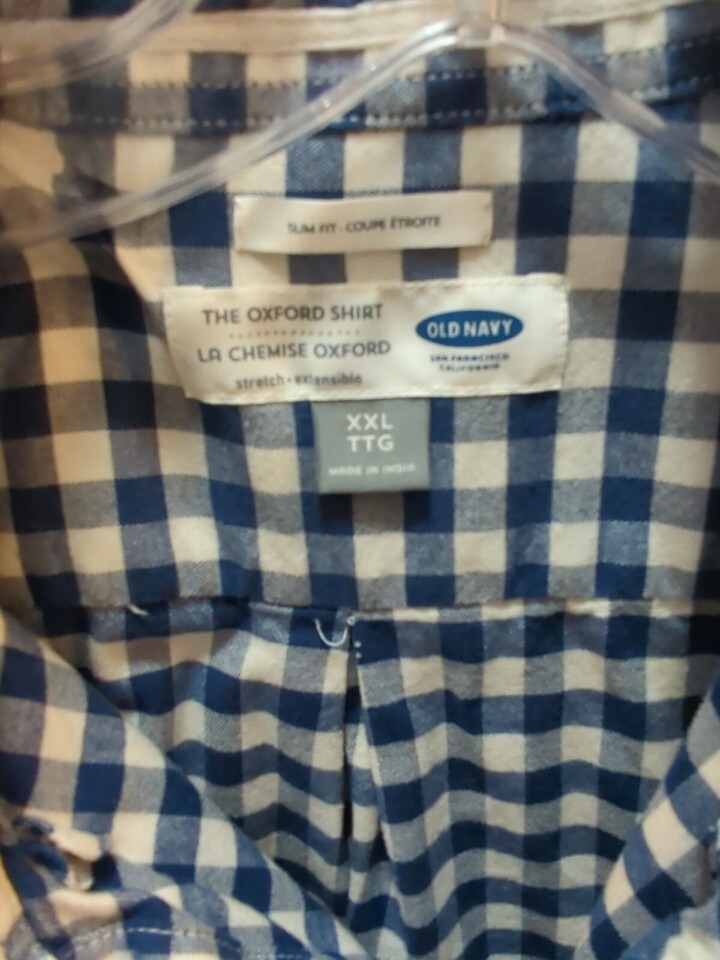 SLIM FIT · COUPE ÉTROITE
THE OXFORD SHIRT
LA CHEMISE OXFORD
stretch · extensible
OLD NAVY
SAN FRANCISCO
CALIFORNIA
XXL
TTG
MADE IN INDIA